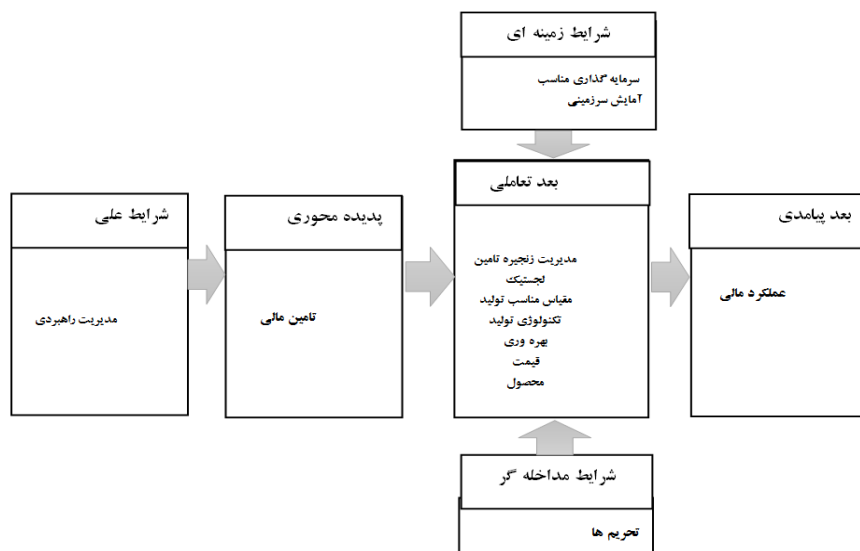 شرایط زمینه ای
سرمایه گذاری مناسب
آمایش سرزمینی
شرایط علی
مدیریت راهبردی
پدیده محوری
تامین مالی
بعد تعاملی
مدیریت زنجیره تامین
لجستیک
مقیاس مناسب تولید
تکنولوژی تولید
بهره وری
قیمت
محصول
بعد پیامدی
عملکرد مالی
شرایط مداخله گر
تحریم ها